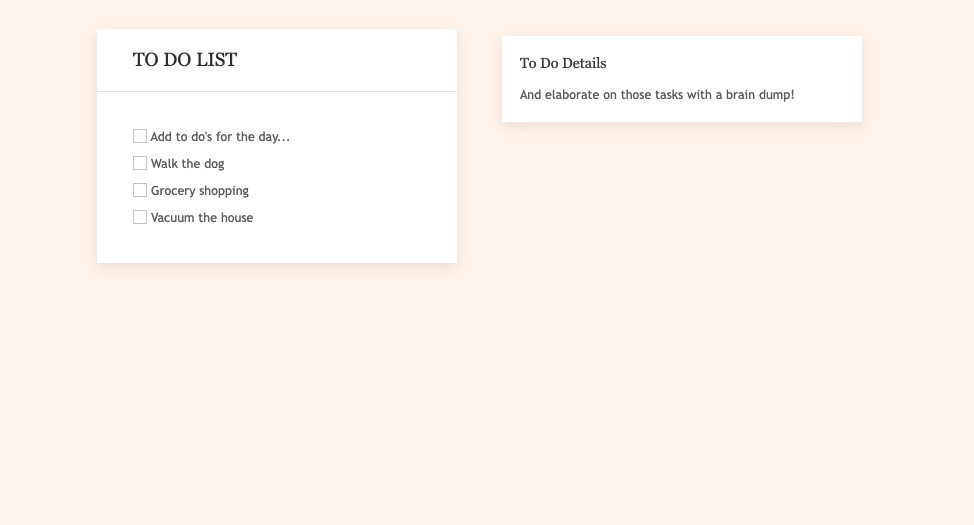 TO DO LIST
Add to do's for the day...
Walk the dog
Grocery shopping
Vacuum the house
To Do Details
And elaborate on those tasks with a brain dump!